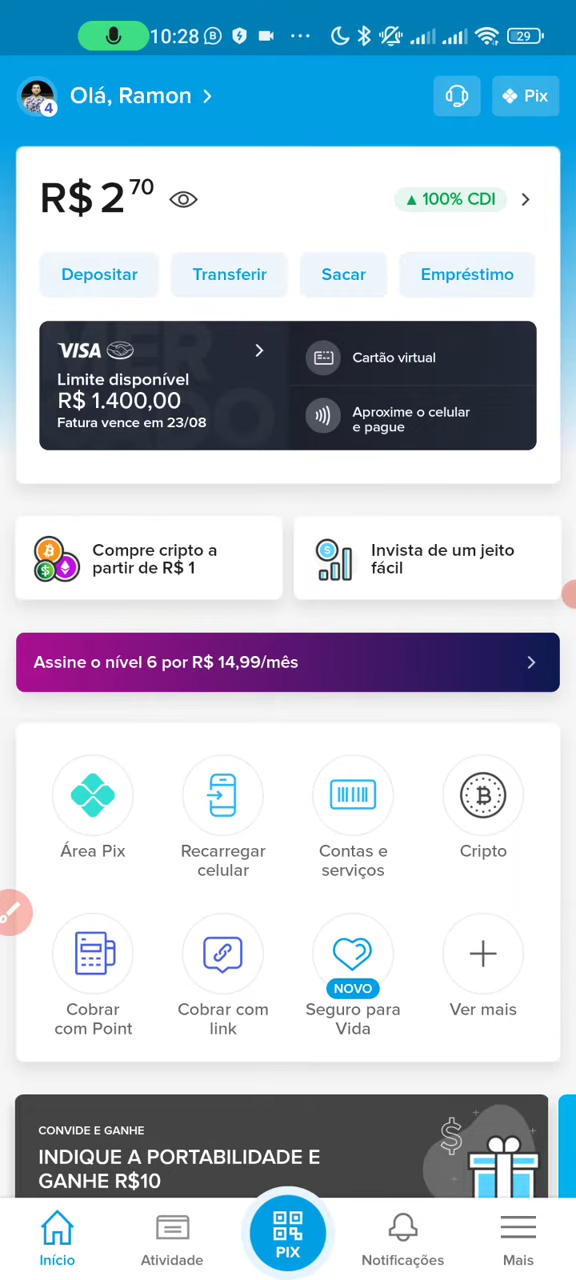 10:28 29
Olá, Ramon
4
Pix
R$ 2 70
▲ 100% CDI
Depositar Transferir Sacar Empréstimo
VISA
Limite disponível
R$ 1.400,00
Fatura vence em 23/08
Cartão virtual
Aproxime o celular
e pague
Compre cripto a
partir de R$ 1
Invista de um jeito
fácil
Assine o nível 6 por R$ 14,99/mês
Área Pix
Recarregar
celular
Contas e
serviços
Cripto
Cobrar
com Point
Cobrar com
link
NOVO
Seguro para
Vida
Ver mais
CONVIDE E GANHE
INDIQUE A PORTABILIDADE E
GANHE R$10
Início
Atividade
PIX
Notificações
Mais